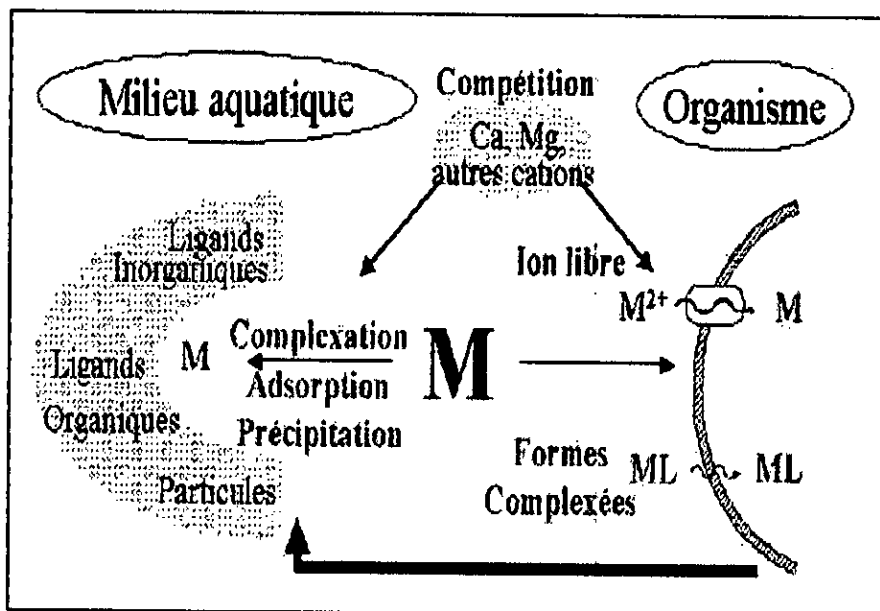 Milieu aquatique
Compétition
Ca, Mg,
autres cations
Organisme
Ligands
Inorganiques
Ion libre
M²⁺ M
Ligands
Organiques
M
Particules
Complexation
Adsorption
Précipitation
M
Formes
Complexées
ML ML